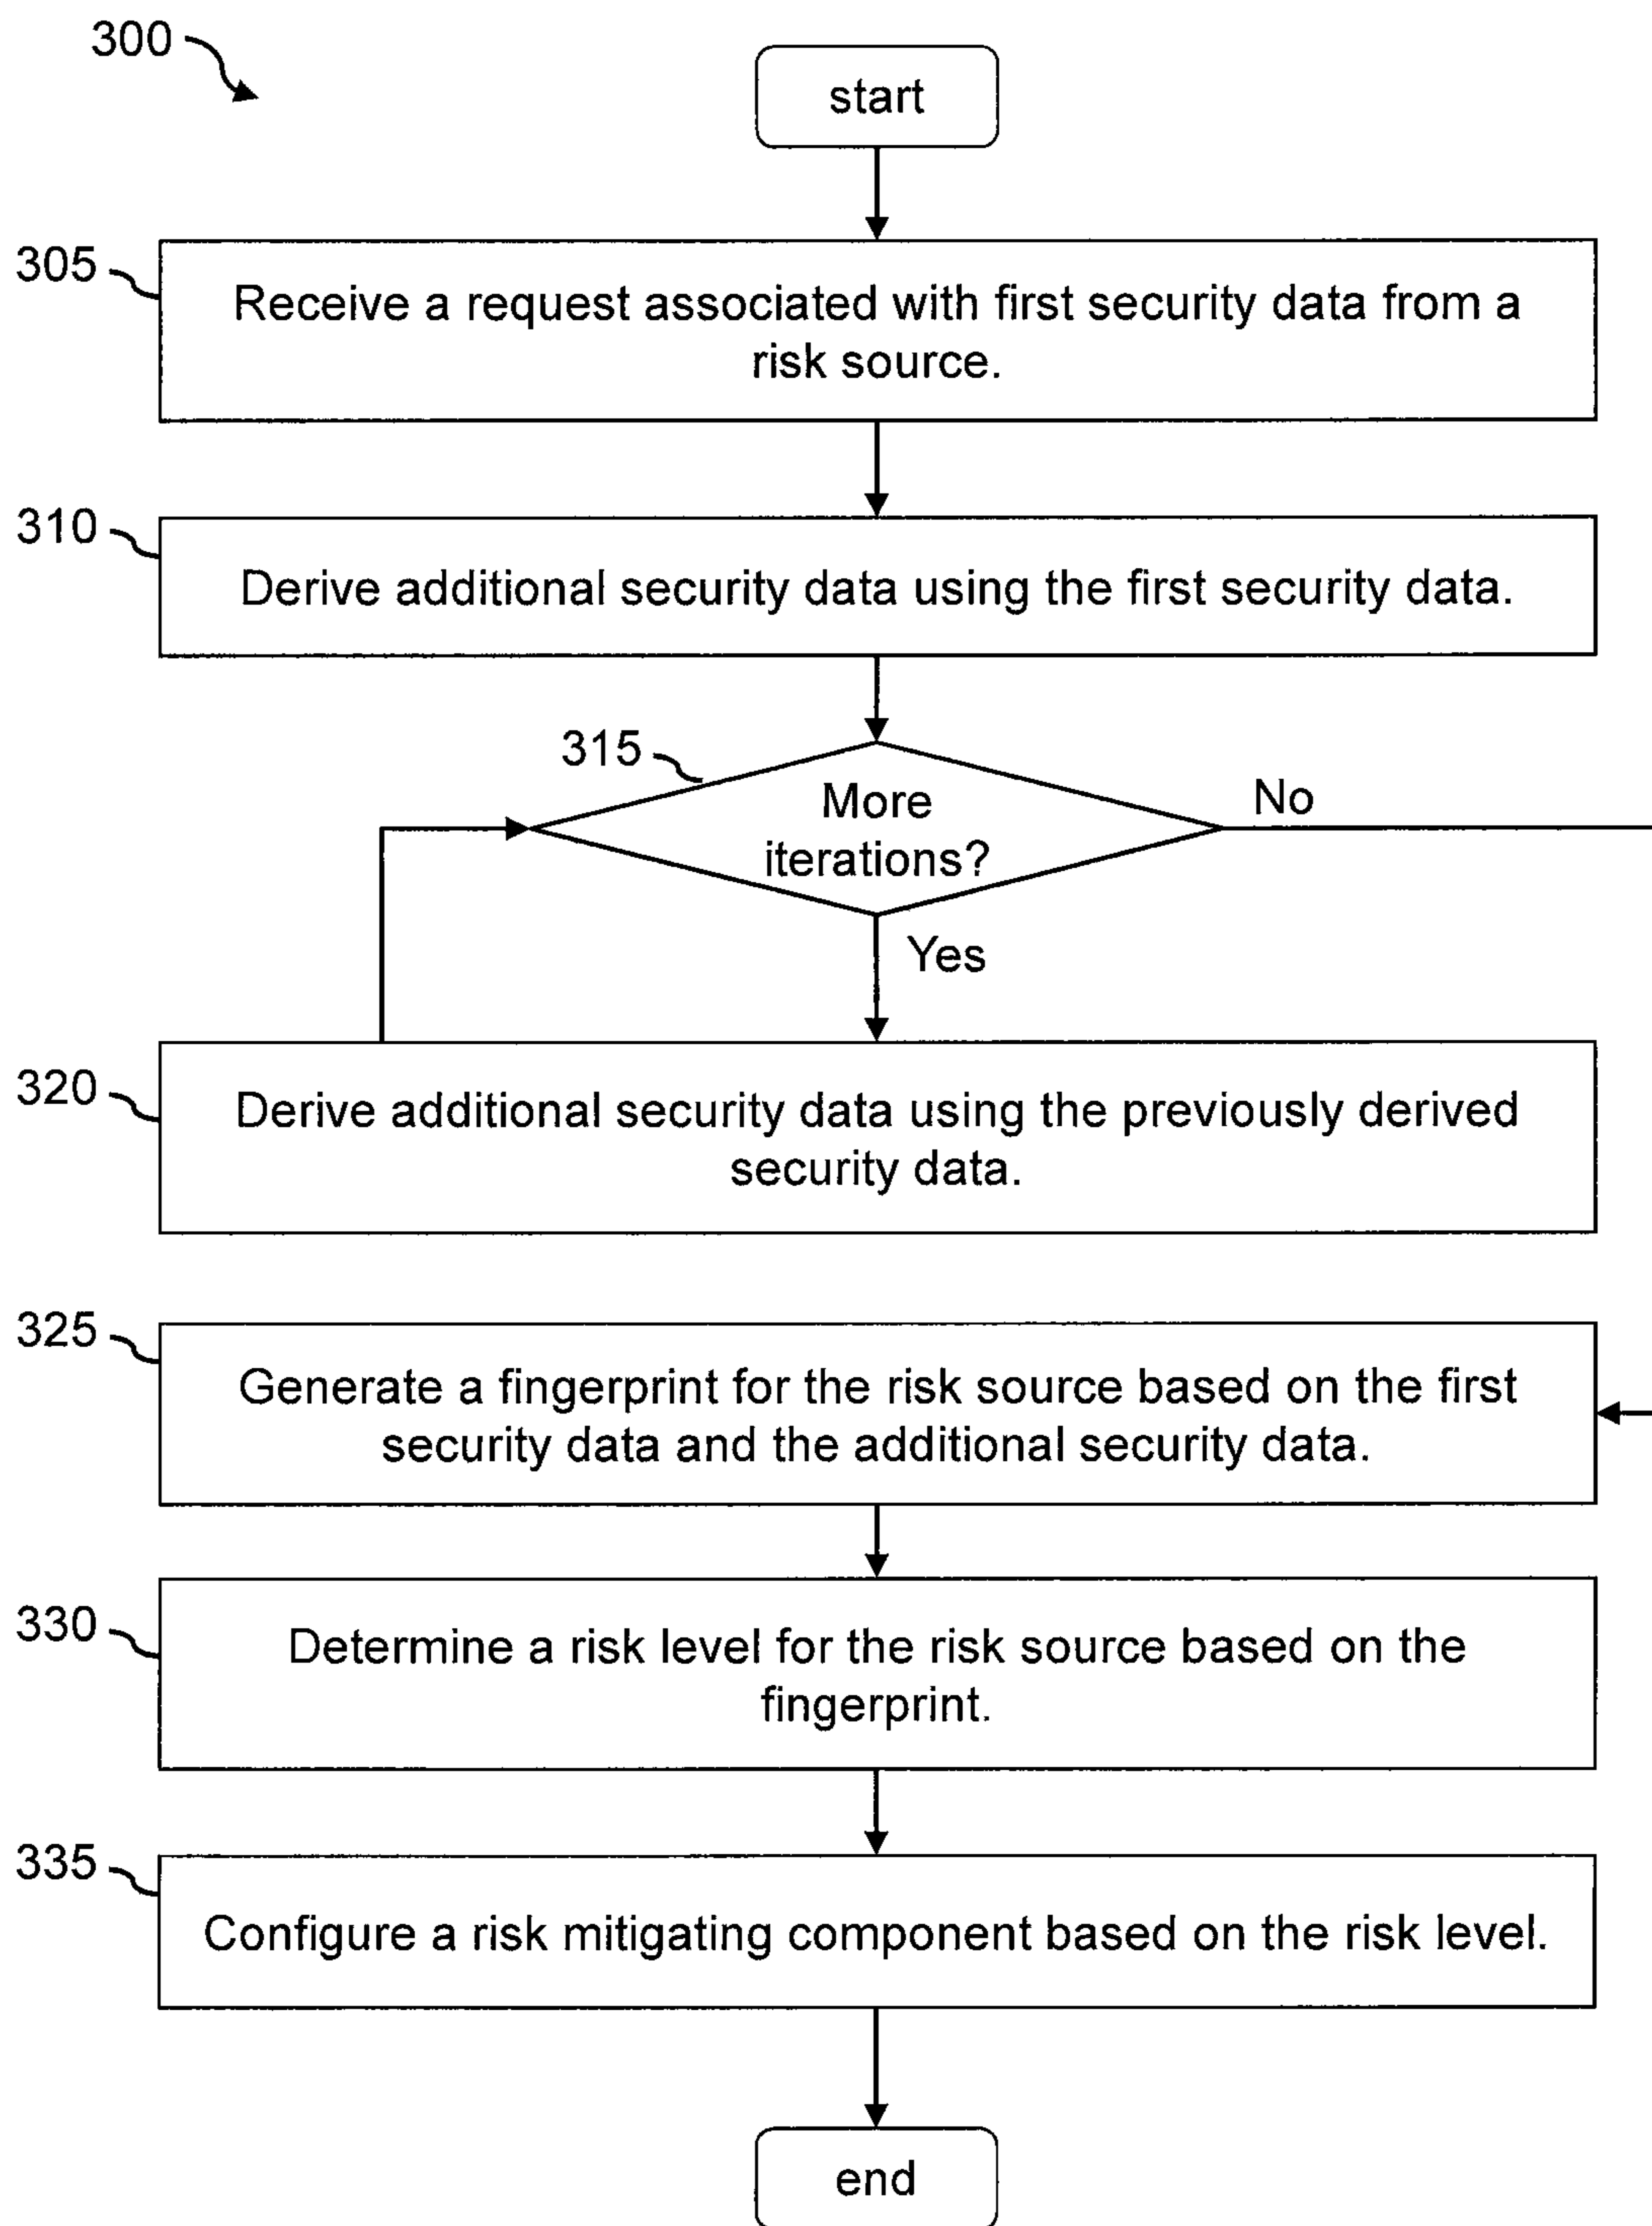 300
start
305
Receive a request associated with first security data from a
risk source.
310
Derive additional security data using the first security data.
315
More
iterations?
No
Yes
320
Derive additional security data using the previously derived
security data.
325
Generate a fingerprint for the risk source based on the first
security data and the additional security data.
330
Determine a risk level for the risk source based on the
fingerprint.
335
Configure a risk mitigating component based on the risk level.
end